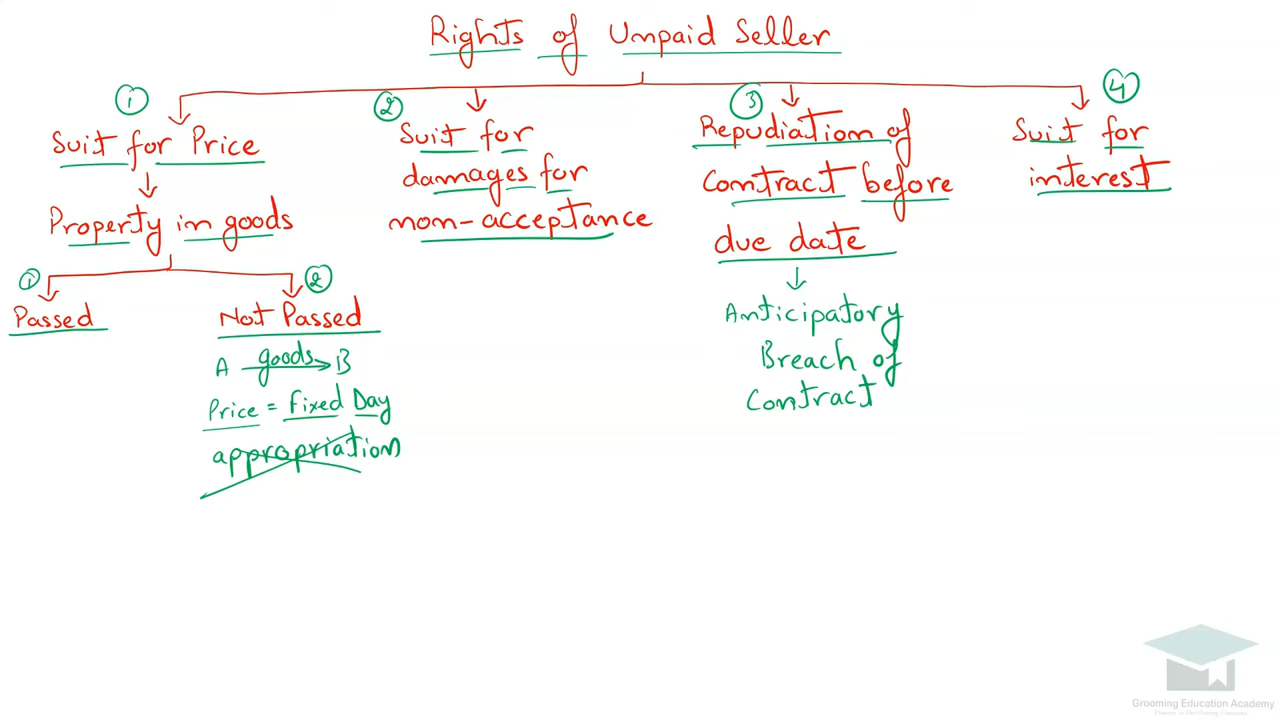 Rights of Unpaid Seller
1
Suit for Price
Property in goods
1
Passed
2
Not Passed
A goods B
Price = Fixed Day
appropriation
2
Suit for
damages for
non-acceptance
3
Repudiation of
Contract before
due date
Anticipatory
Breach of
Contract
4
Suit for
interest
Grooming Education Academy